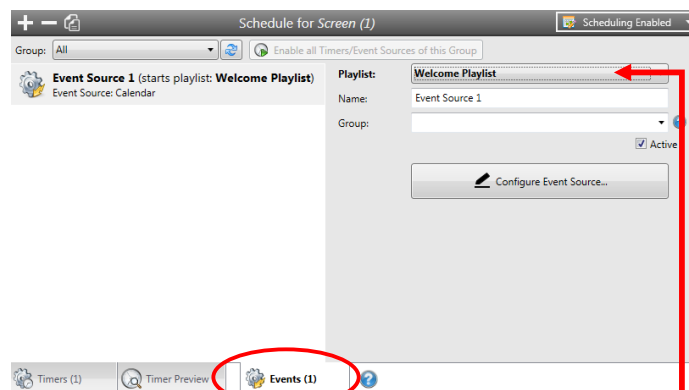 Schedule for Screen (1)
Scheduling Enabled
Group: All
Enable all Timers/Event Sources of this Group
Event Source 1 (starts playlist: Welcome Playlist)
Event Source: Calendar
Playlist: Welcome Playlist
Name: Event Source 1
Group:
Active
Configure Event Source...
Timers (1)
Timer Preview
Events (1)